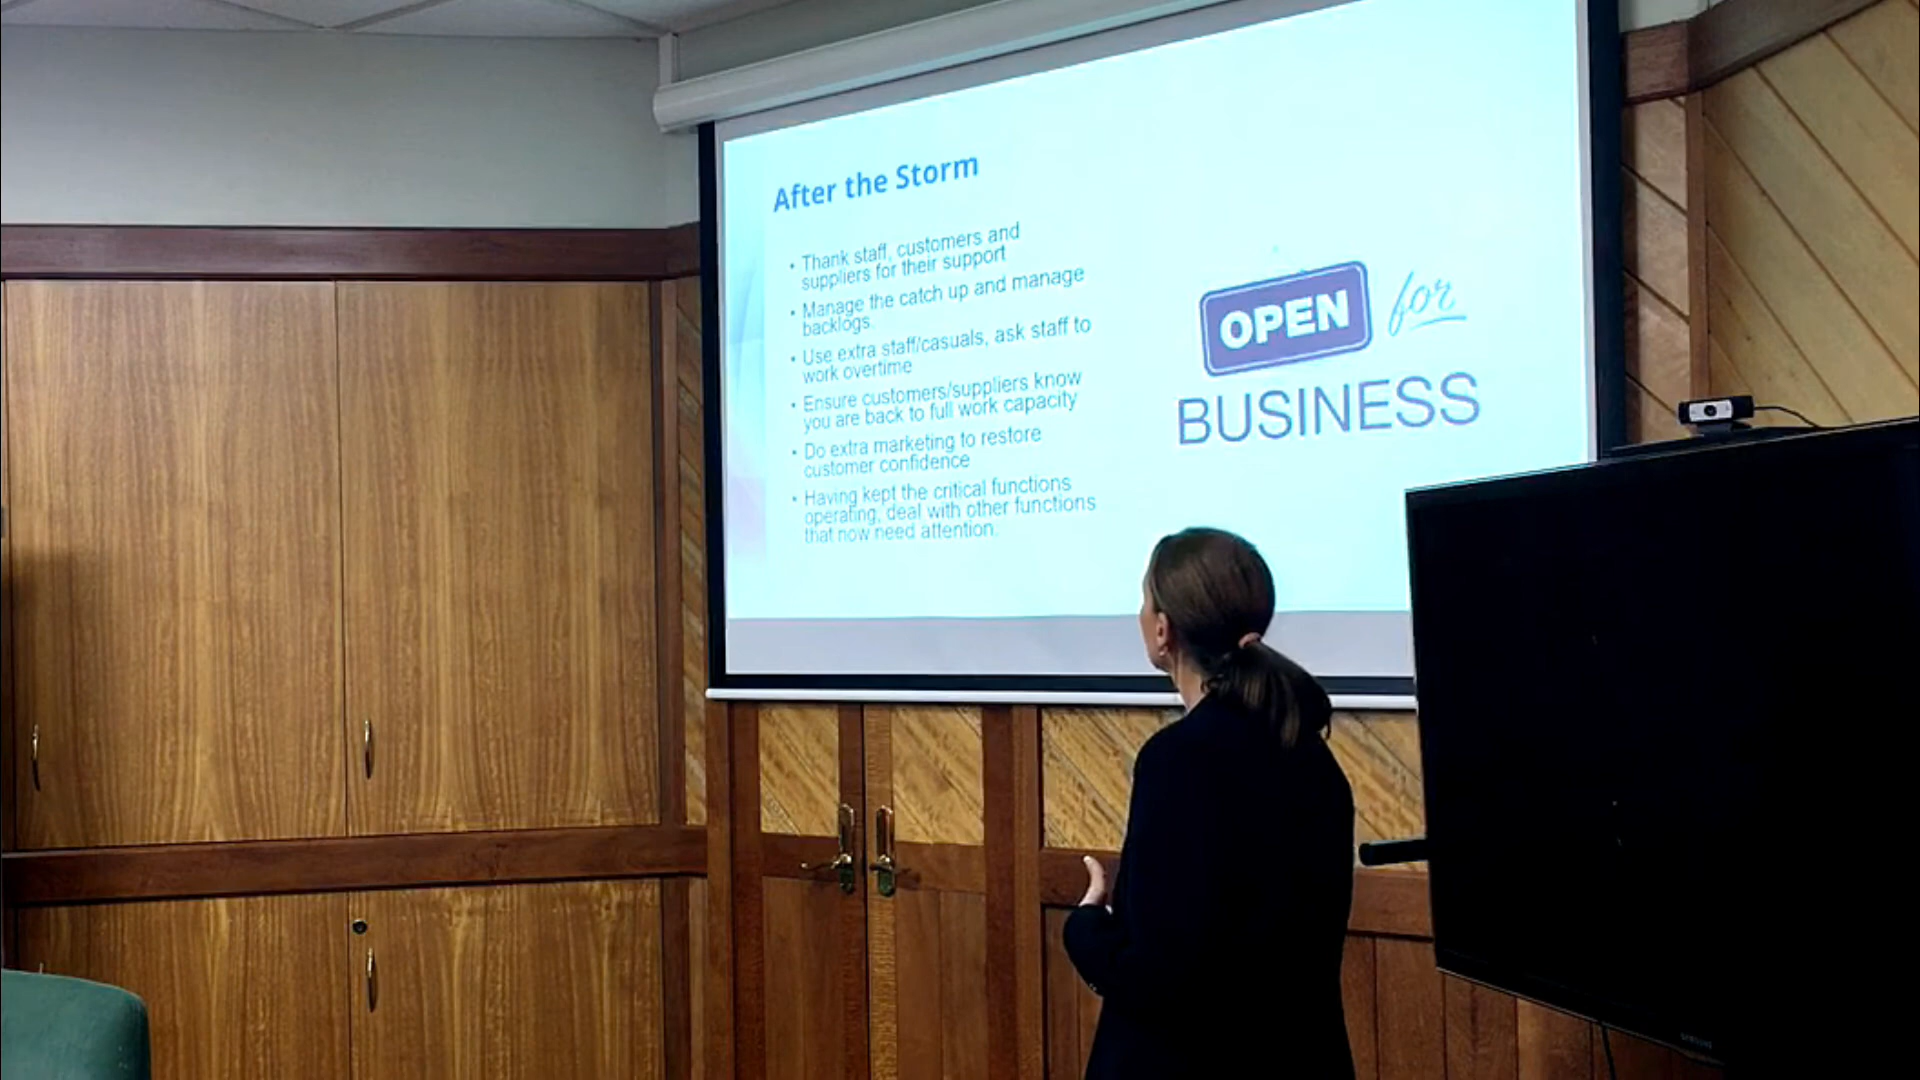 After the Storm
• Thank staff, customers and
suppliers for their support
• Manage the catch up and manage
backlogs.
• Use extra staff/casuals, ask staff to
work overtime
• Ensure customers/suppliers know
you are back to full work capacity
• Do extra marketing to restore
customer confidence
• Having kept the critical functions
operating, deal with other functions
that now need attention.
OPEN for
BUSINESS
SAMSUNG